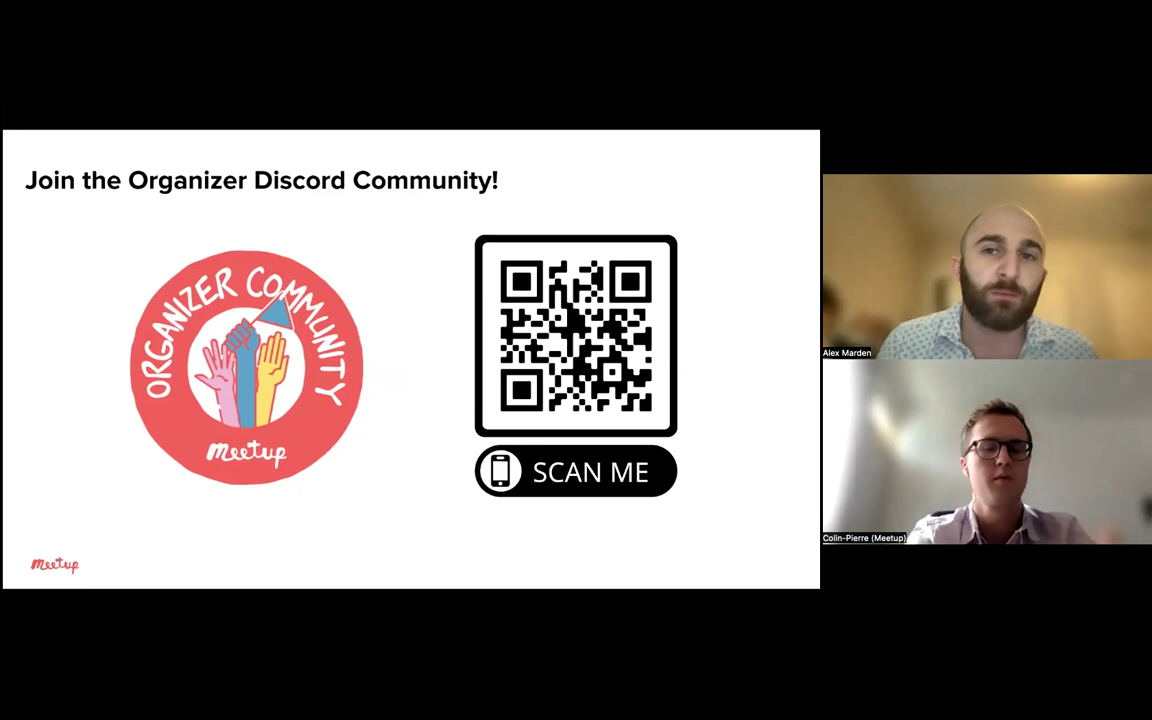 Join the Organizer Discord Community!
ORGANIZER COMMUNITY
meetup
SCAN ME
meetup
Alex Marden
Colin-Pierre (Meetup)